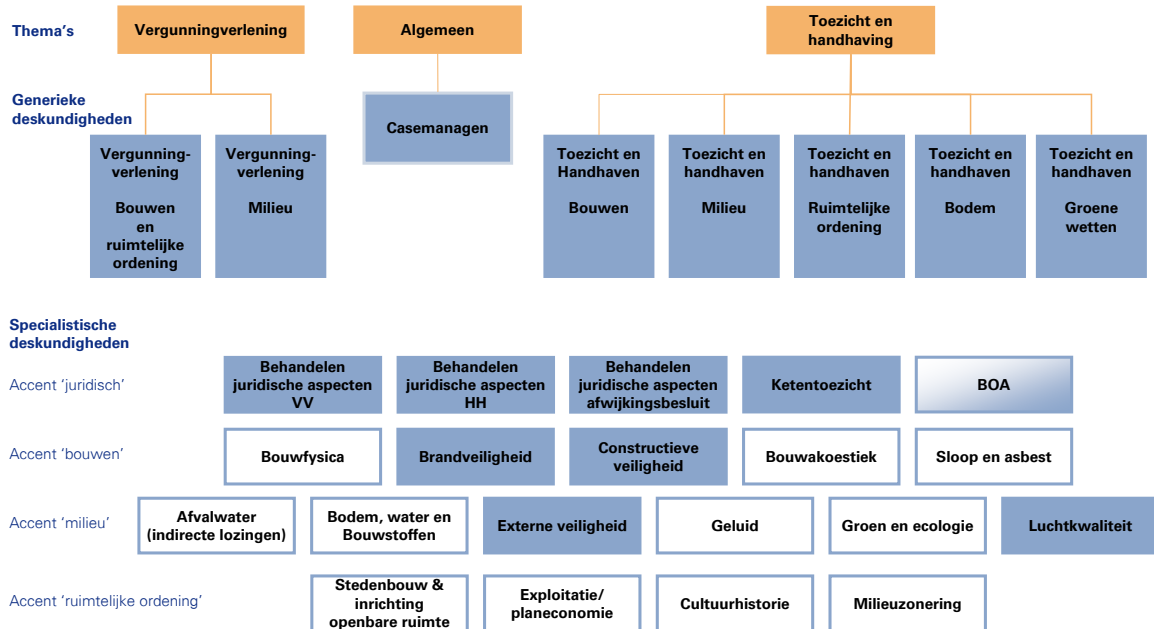 Thema's
Vergunningverlening
Algemeen
Toezicht en
handhaving
Generieke
deskundigheden
Casemanagen
Vergunning-
verlening
Bouwen
en
ruimtelijke
ordening
Vergunning-
verlening
Milieu
Toezicht en
Handhaven
Bouwen
Toezicht en
handhaven
Milieu
Toezicht en
handhaven
Ruimtelijke
ordening
Toezicht en
handhaven
Bodem
Toezicht en
handhaven
Groene
wetten
Specialistische
deskundigheden
Accent 'juridisch'
Behandelen
juridische aspecten
VV
Behandelen
juridische aspecten
HH
Behandelen
juridische aspecten
afwijkingsbesluit
Ketentoezicht
BOA
Accent 'bouwen'
Bouwfysica
Brandveiligheid
Constructieve
veiligheid
Bouwakoestiek
Sloop en asbest
Accent 'milieu'
Afvalwater
(indirecte lozingen)
Bodem, water en
Bouwstoffen
Externe veiligheid
Geluid
Groen en ecologie
Luchtkwaliteit
Accent 'ruimtelijke ordening'
Stedenbouw &
inrichting
openbare ruimte
Exploitatie/
planeconomie
Cultuurhistorie
Milieuzonering